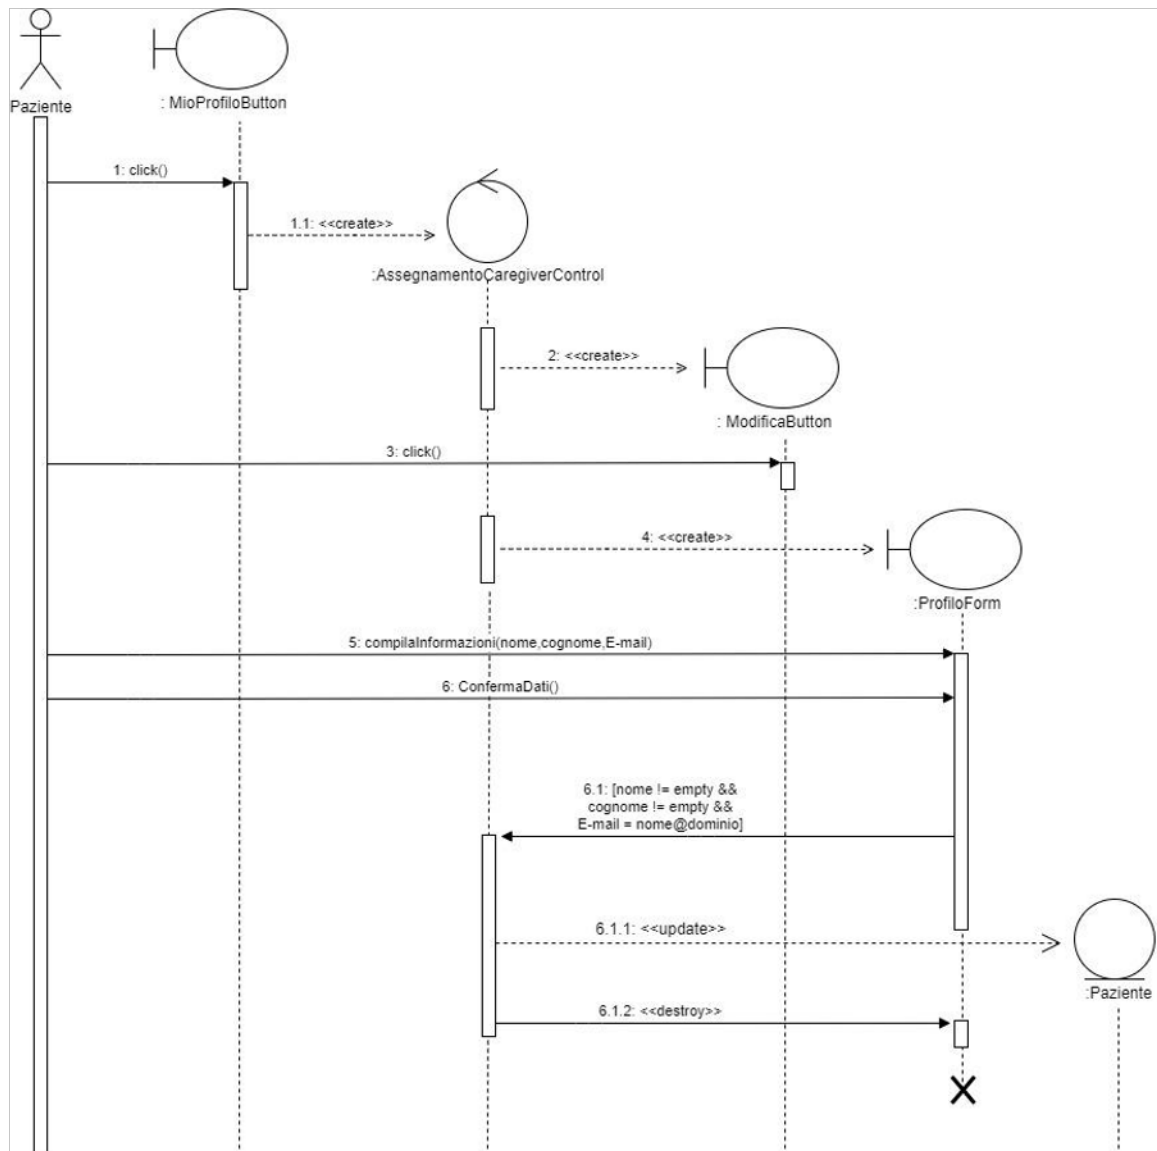 Paziente
: MioProfiloButton
1: click()
1.1: <<create>>
:AssegnamentoCaregiverControl
2: <<create>>
: ModificaButton
3: click()
4: <<create>>
:ProfiloForm
5: compilaInformazioni(nome,cognome,E-mail)
6: ConfermaDati()
6.1: [nome != empty &&
cognome != empty &&
E-mail = nome@dominio]
6.1.1: <<update>>
:Paziente
6.1.2: <<destroy>>